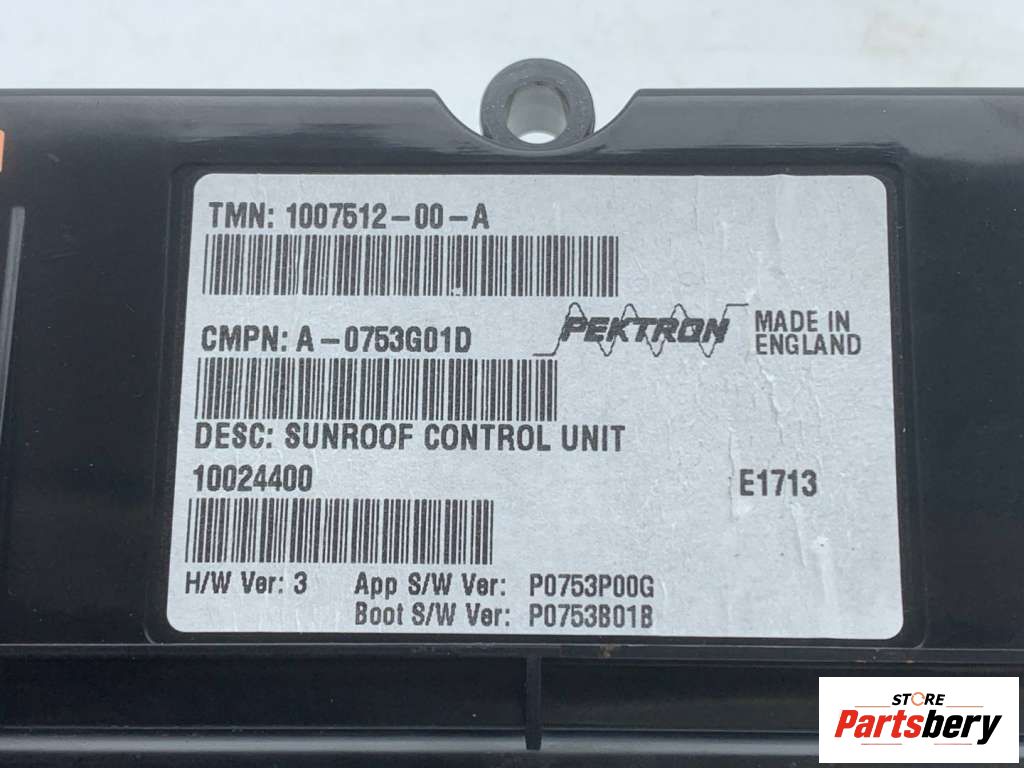 TMN: 1007512-00-A
CMPN: A-0753G01D
PEKTRON
MADE IN
ENGLAND
DESC: SUNROOF CONTROL UNIT
10024400
E1713
H/W Ver: 3 App S/W Ver: P0753P00G
Boot S/W Ver: P0753B01B
STORE
Partsbery